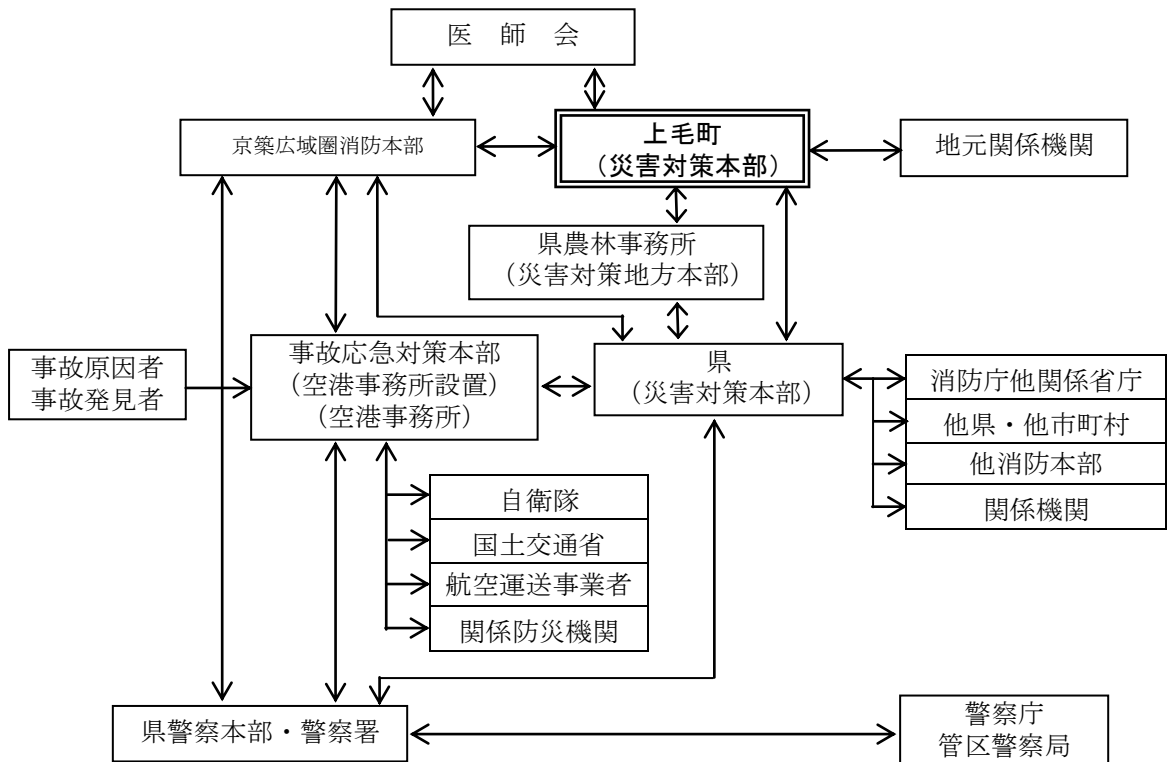 医 師 会
京築広域圏消防本部
上毛町
（災害対策本部）
地元関係機関
県農林事務所
（災害対策地方本部）
事故原因者
事故発見者
事故応急対策本部
（空港事務所設置）
（空港事務所）
県
（災害対策本部）
消防庁他関係省庁
他県・他市町村
他消防本部
関係機関
自衛隊
国土交通省
航空運送事業者
関係防災機関
県警察本部・警察署
警察庁
管区警察局